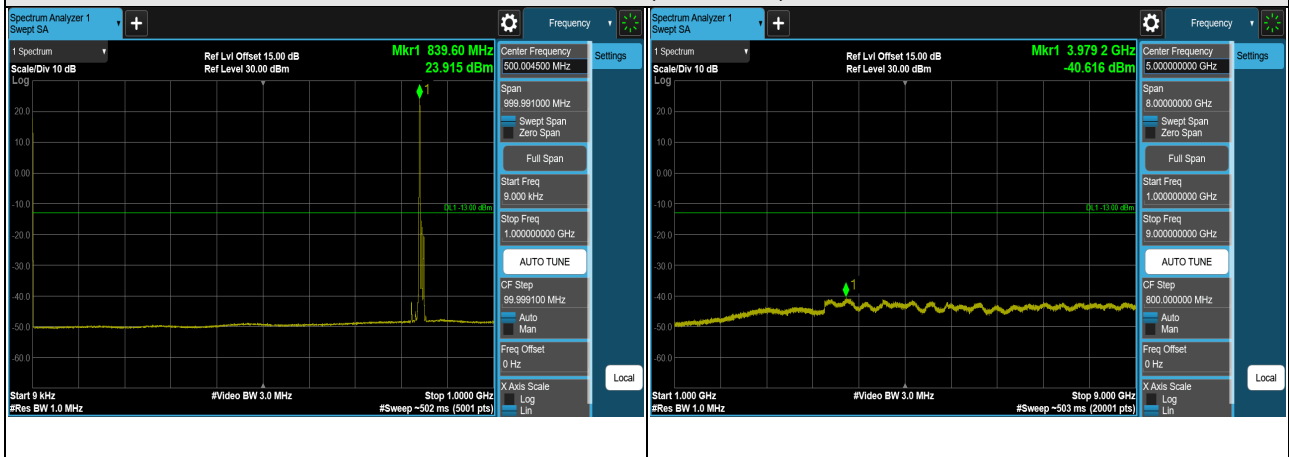 Spectrum Analyzer 1
Swept SA
Frequency
1 Spectrum
Scale/Div 10 dB
Log
Ref Lvl Offset 15.00 dB
Ref Level 30.00 dBm
Mkr1 839.60 MHz
23.915 dBm
1
20.0
10.0
0.00
-10.0
-20.0
-30.0
-40.0
-50.0
-60.0
DL1 -13.00 dBm
Start 9 kHz
#Res BW 1.0 MHz
#Video BW 3.0 MHz
Stop 1.0000 GHz
#Sweep ~502 ms (5001 pts)
Center Frequency
500.004500 MHz
Settings
Span
999.991000 MHz
Swept Span
Zero Span
Full Span
Start Freq
9.000 kHz
Stop Freq
1.000000000 GHz
AUTO TUNE
CF Step
99.999100 MHz
Auto
Man
Freq Offset
0 Hz
Local
X Axis Scale
Log
Lin
Spectrum Analyzer 1
Swept SA
Frequency
1 Spectrum
Scale/Div 10 dB
Log
Ref Lvl Offset 15.00 dB
Ref Level 30.00 dBm
Mkr1 3.979 2 GHz
-40.616 dBm
1
20.0
10.0
0.00
-10.0
-20.0
-30.0
-40.0
-50.0
-60.0
DL1 -13.00 dBm
Start 1.000 GHz
#Res BW 1.0 MHz
#Video BW 3.0 MHz
Stop 9.000 GHz
#Sweep ~503 ms (20001 pts)
Center Frequency
5.000000000 GHz
Settings
Span
8.00000000 GHz
Swept Span
Zero Span
Full Span
Start Freq
1.000000000 GHz
Stop Freq
9.000000000 GHz
AUTO TUNE
CF Step
800.000000 MHz
Auto
Man
Freq Offset
0 Hz
Local
X Axis Scale
Log
Lin